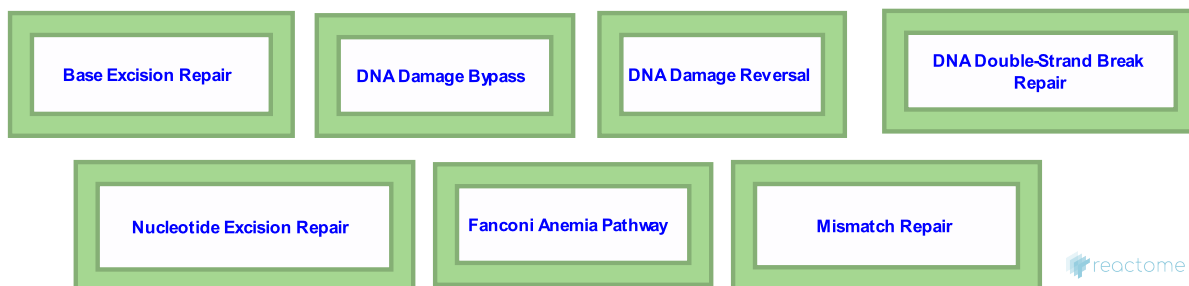 Base Excision Repair
DNA Damage Bypass
DNA Damage Reversal
DNA Double-Strand Break
Repair
Nucleotide Excision Repair
Fanconi Anemia Pathway
Mismatch Repair
reactome